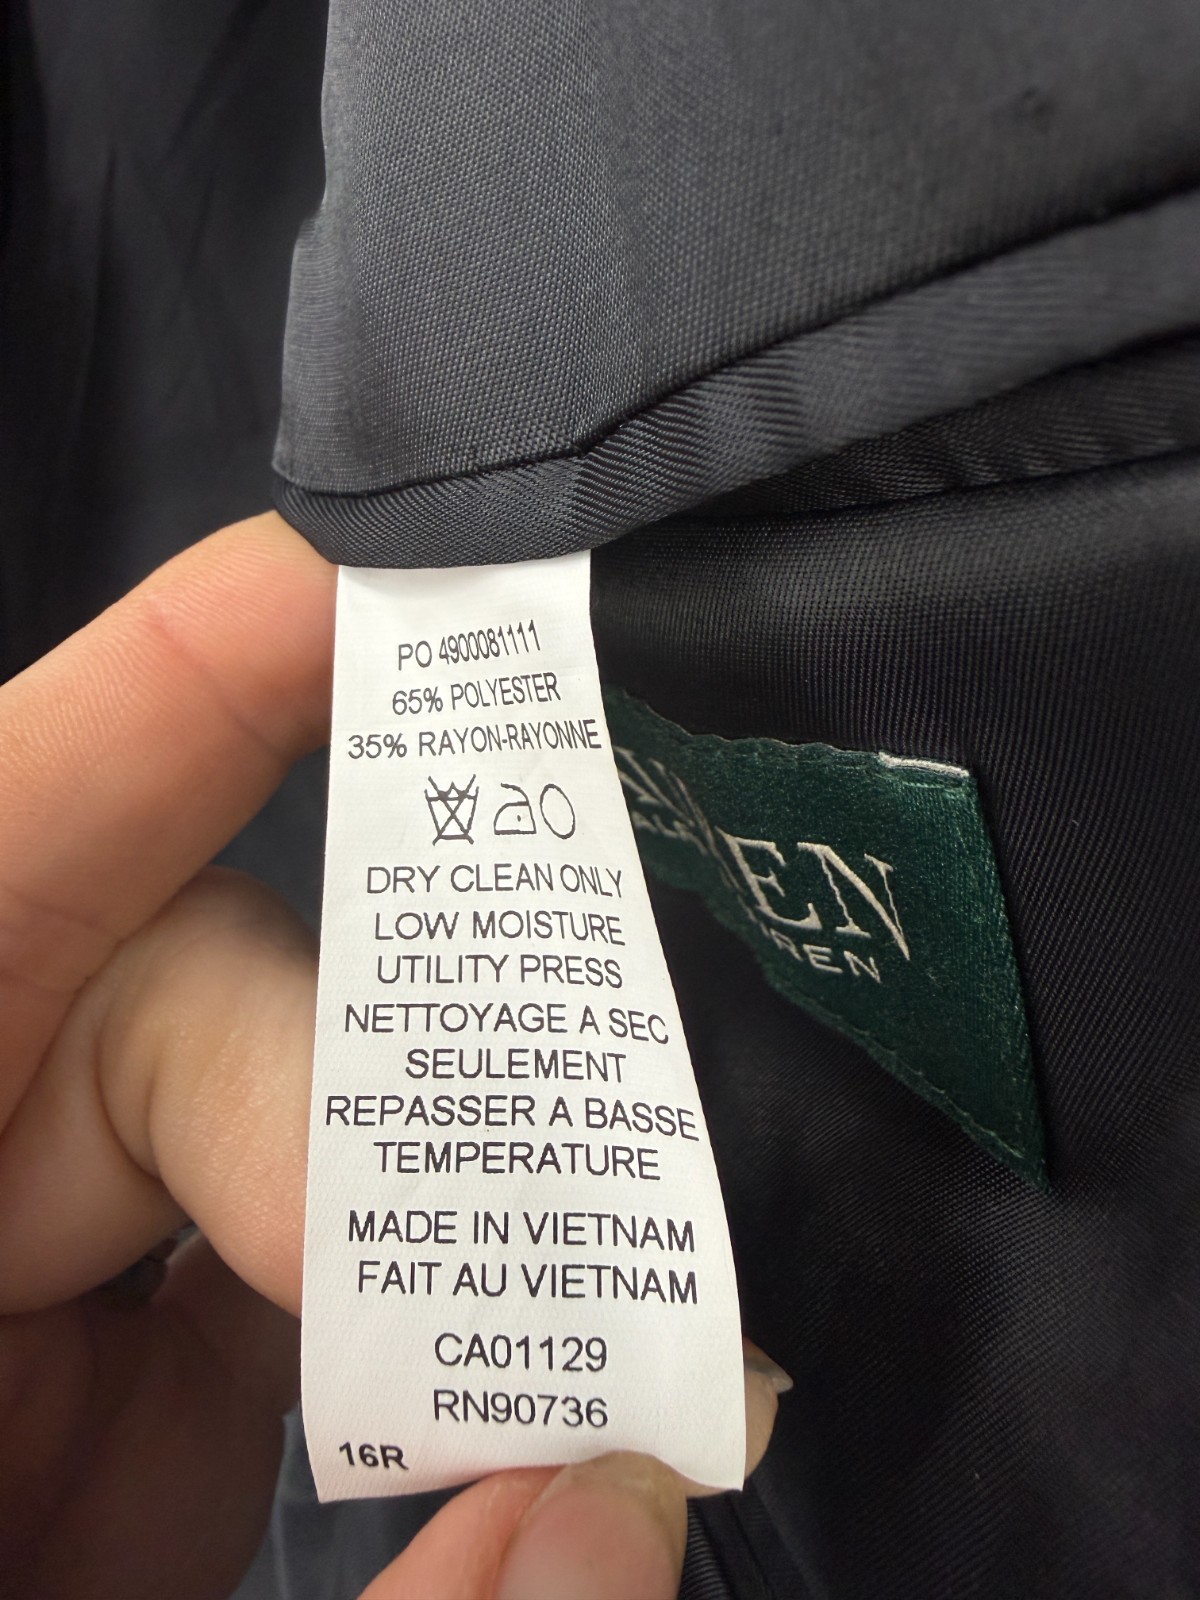 PO 4900081111
65% POLYESTER
35% RAYON-RAYONNE
DRY CLEAN ONLY
LOW MOISTURE
UTILITY PRESS
NETTOYAGE A SEC
SEULEMENT
REPASSER A BASSE
TEMPERATURE
MADE IN VIETNAM
FAIT AU VIETNAM
CA01129
RN90736
16R